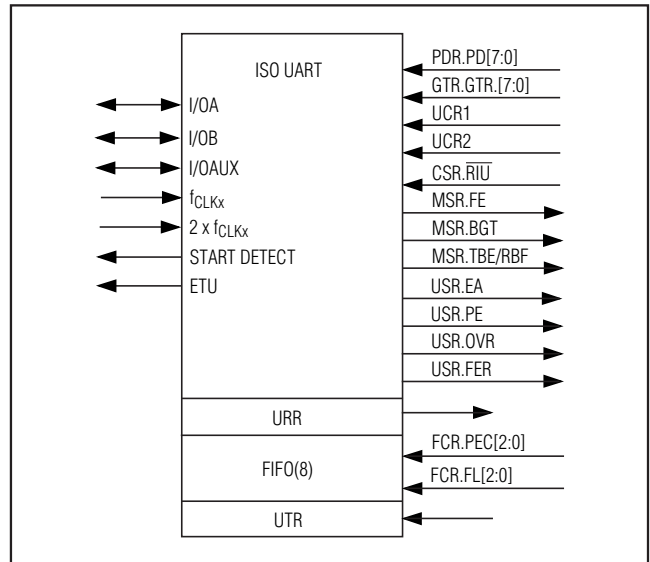 ISO UART
I/OA
I/OB
I/OAUX
fCLKx
2 x fCLKx
START DETECT
ETU
PDR.PD[7:0]
GTR.GTR.[7:0]
UCR1
UCR2
CSR.R̅I̅U̅
MSR.FE
MSR.BGT
MSR.TBE/RBF
USR.EA
USR.PE
USR.OVR
USR.FER
URR
FIFO(8)
FCR.PEC[2:0]
FCR.FL[2:0]
UTR